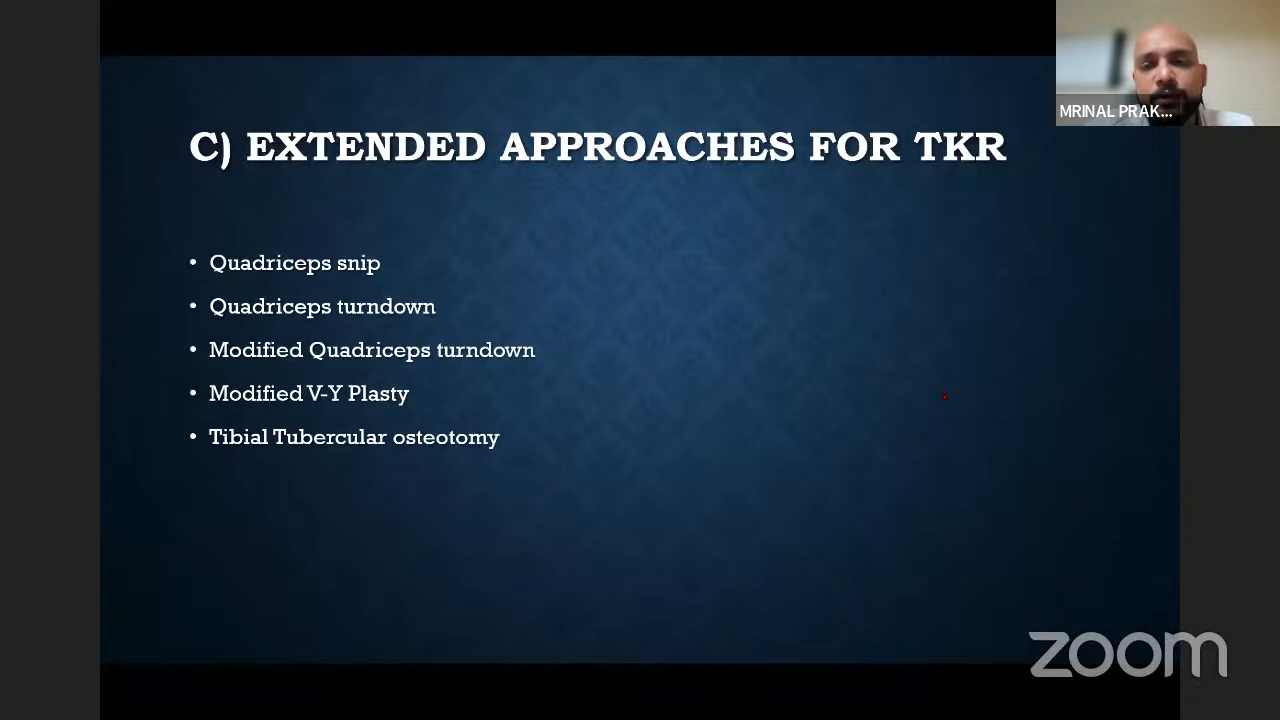 MRINAL PRAK...
C) EXTENDED APPROACHES FOR TKR
• Quadriceps snip
• Quadriceps turndown
• Modified Quadriceps turndown
• Modified V-Y Plasty
• Tibial Tubercular osteotomy
zoom